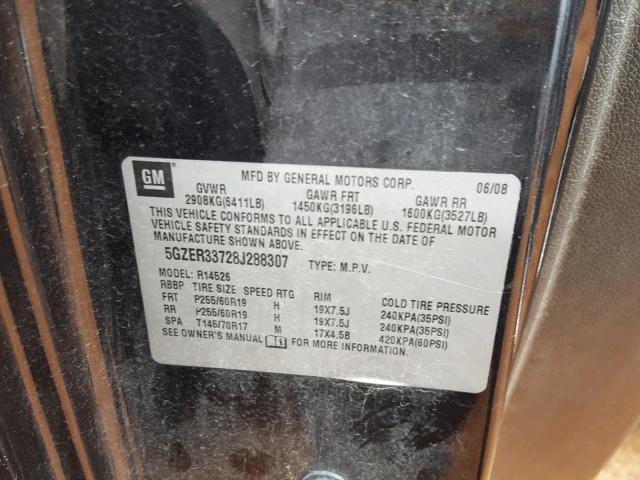 GM
MFD BY GENERAL MOTORS CORP. 06/08
GVWR GAWR FRT GAWR RR
2908KG(6411LB) 1450KG(3196LB) 1600KG(3527LB)
THIS VEHICLE CONFORMS TO ALL APPLICABLE U.S. FEDERAL MOTOR
VEHICLE SAFETY STANDARDS IN EFFECT ON THE DATE OF
MANUFACTURE SHOWN ABOVE.
5GZER33728J288307 TYPE: M.P.V.
MODEL: R14526
RBBP TIRE SIZE SPEED RTG RIM COLD TIRE PRESSURE
FRT P255/60R19 H 19X7.5J 240KPA(35PSI)
RR P255/60R19 H 19X7.5J 240KPA(35PSI)
SPA T145/70R17 M 17X4.5B 420KPA(60PSI)
SEE OWNER'S MANUAL FOR MORE INFORMATION.